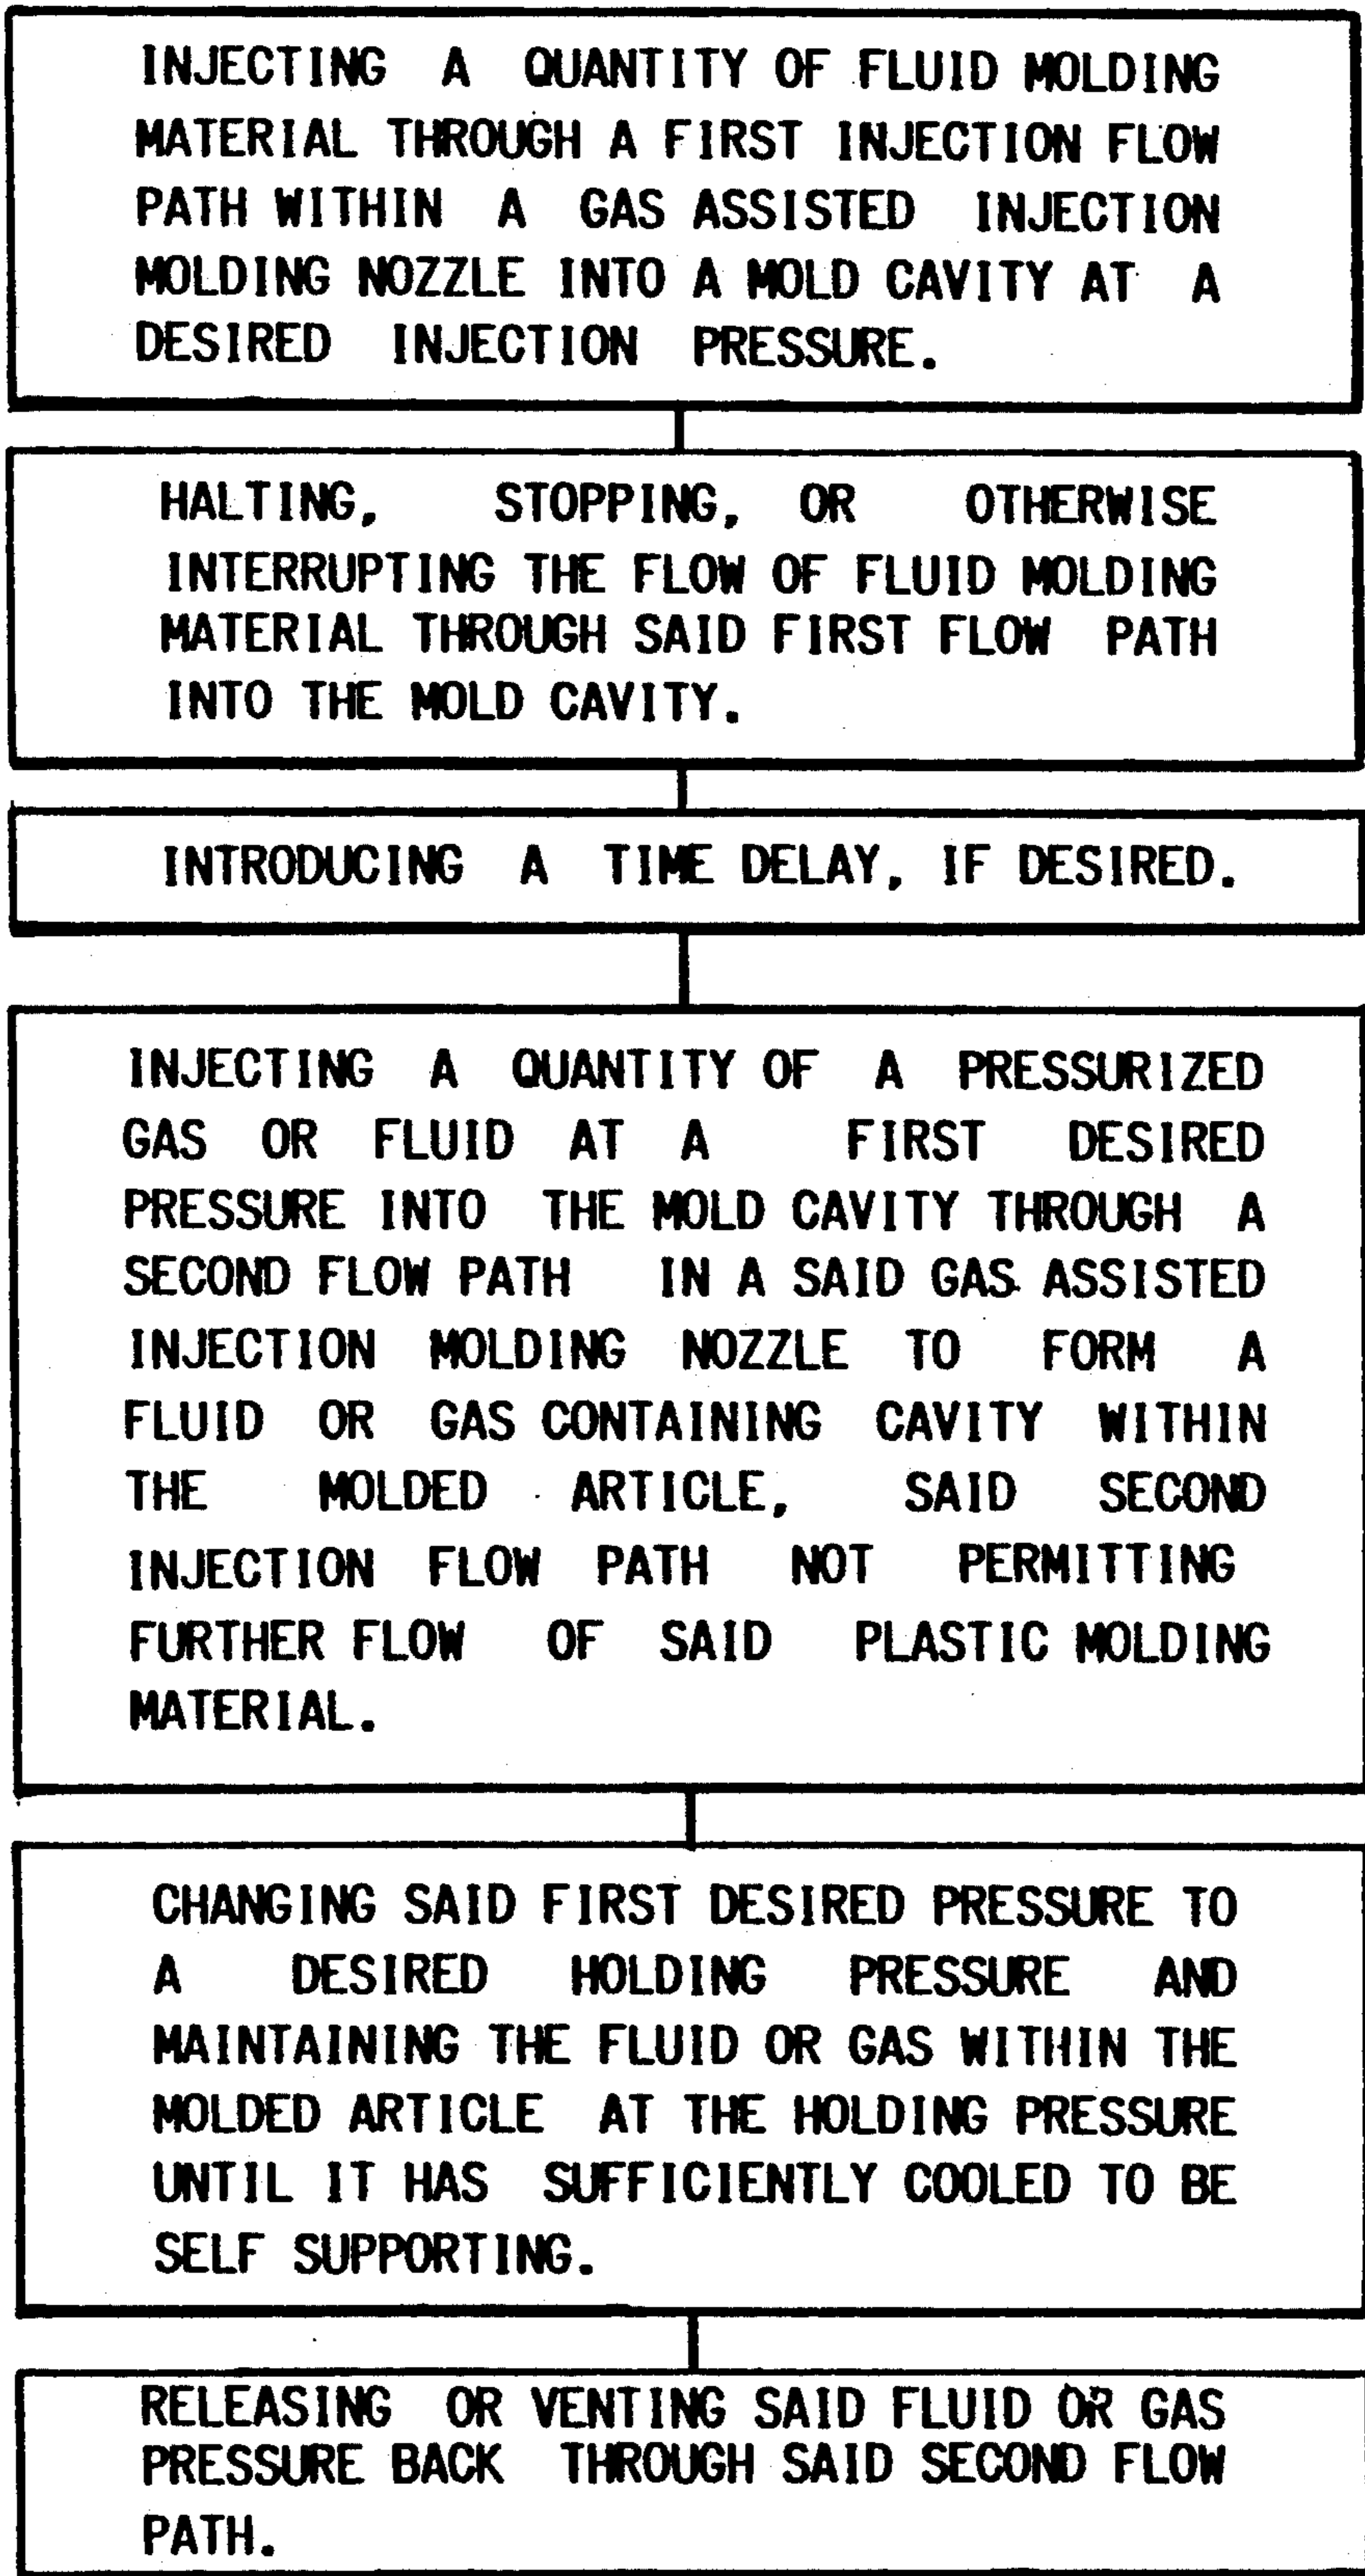 INJECTING A QUANTITY OF FLUID MOLDING
MATERIAL THROUGH A FIRST INJECTION FLOW
PATH WITHIN A GAS ASSISTED INJECTION
MOLDING NOZZLE INTO A MOLD CAVITY AT A
DESIRED INJECTION PRESSURE.
HALTING, STOPPING, OR OTHERWISE
INTERRUPTING THE FLOW OF FLUID MOLDING
MATERIAL THROUGH SAID FIRST FLOW PATH
INTO THE MOLD CAVITY.
INTRODUCING A TIME DELAY, IF DESIRED.
INJECTING A QUANTITY OF A PRESSURIZED
GAS OR FLUID AT A FIRST DESIRED
PRESSURE INTO THE MOLD CAVITY THROUGH A
SECOND FLOW PATH IN A SAID GAS ASSISTED
INJECTION MOLDING NOZZLE TO FORM A
FLUID OR GAS CONTAINING CAVITY WITHIN
THE MOLDED ARTICLE, SAID SECOND
INJECTION FLOW PATH NOT PERMITTING
FURTHER FLOW OF SAID PLASTIC MOLDING
MATERIAL.
CHANGING SAID FIRST DESIRED PRESSURE TO
A DESIRED HOLDING PRESSURE AND
MAINTAINING THE FLUID OR GAS WITHIN THE
MOLDED ARTICLE AT THE HOLDING PRESSURE
UNTIL IT HAS SUFFICIENTLY COOLED TO BE
SELF SUPPORTING.
RELEASING OR VENTING SAID FLUID OR GAS
PRESSURE BACK THROUGH SAID SECOND FLOW
PATH.